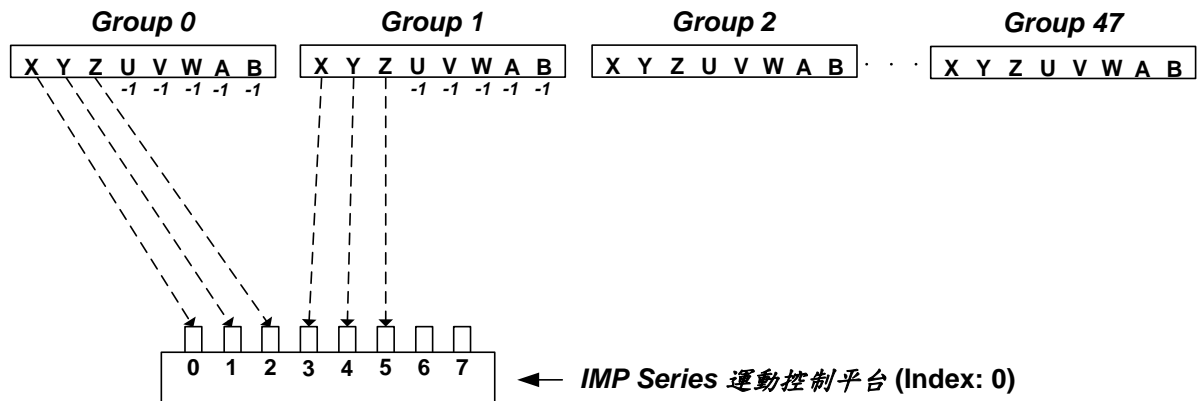 Group 0 Group 1 Group 2 Group 47
X Y Z U V W A B X Y Z U V W A B X Y Z U V W A B · · · X Y Z U V W A B
-1 -1 -1 -1 -1 -1 -1 -1 -1 -1
0 1 2 3 4 5 6 7
IMP Series 運動控制平台 (Index: 0)